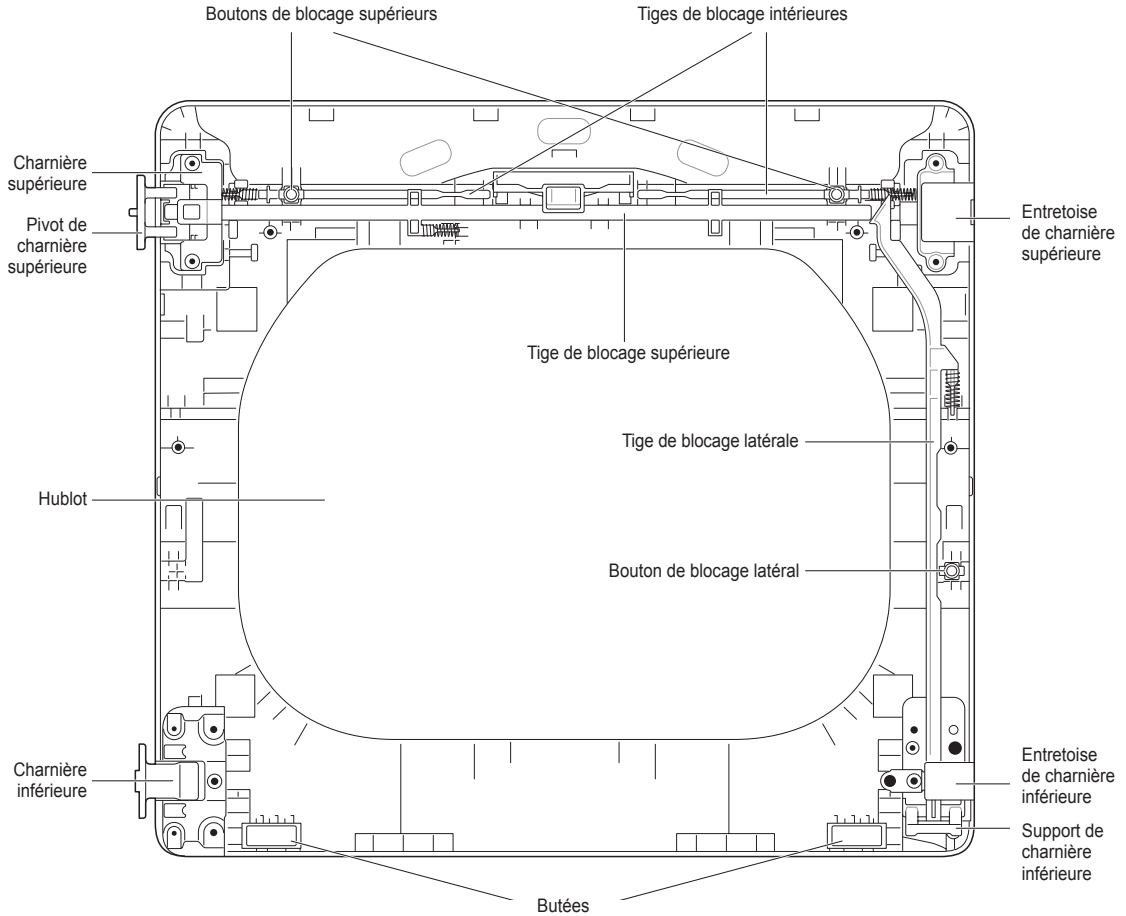 Boutons de blocage supérieurs
Tiges de blocage intérieures
Charnière
supérieure
Pivot de
charnière
supérieure
Entretoise
de charnière
supérieure
Tige de blocage supérieure
Tige de blocage latérale
Hublot
Bouton de blocage latéral
Charnière
inférieure
Entretoise
de charnière
inférieure
Support de
charnière
inférieure
Butées